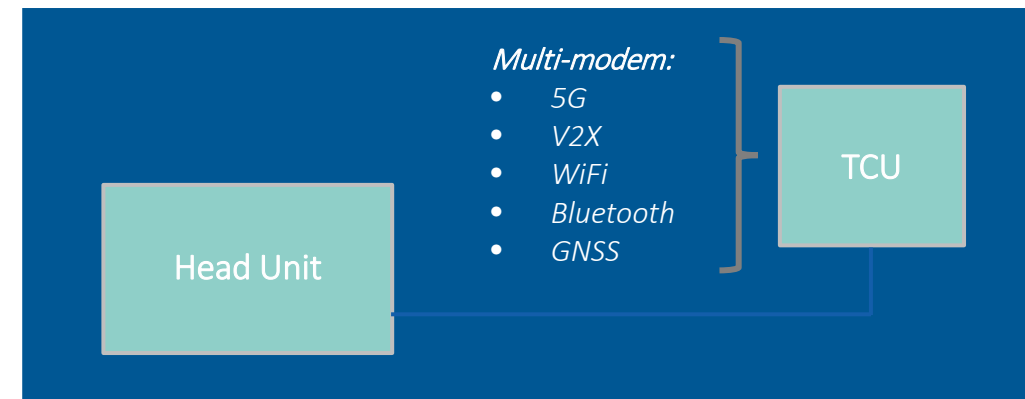 Multi-modem:
• 5G
• V2X
• WiFi
• Bluetooth
• GNSS
TCU
Head Unit